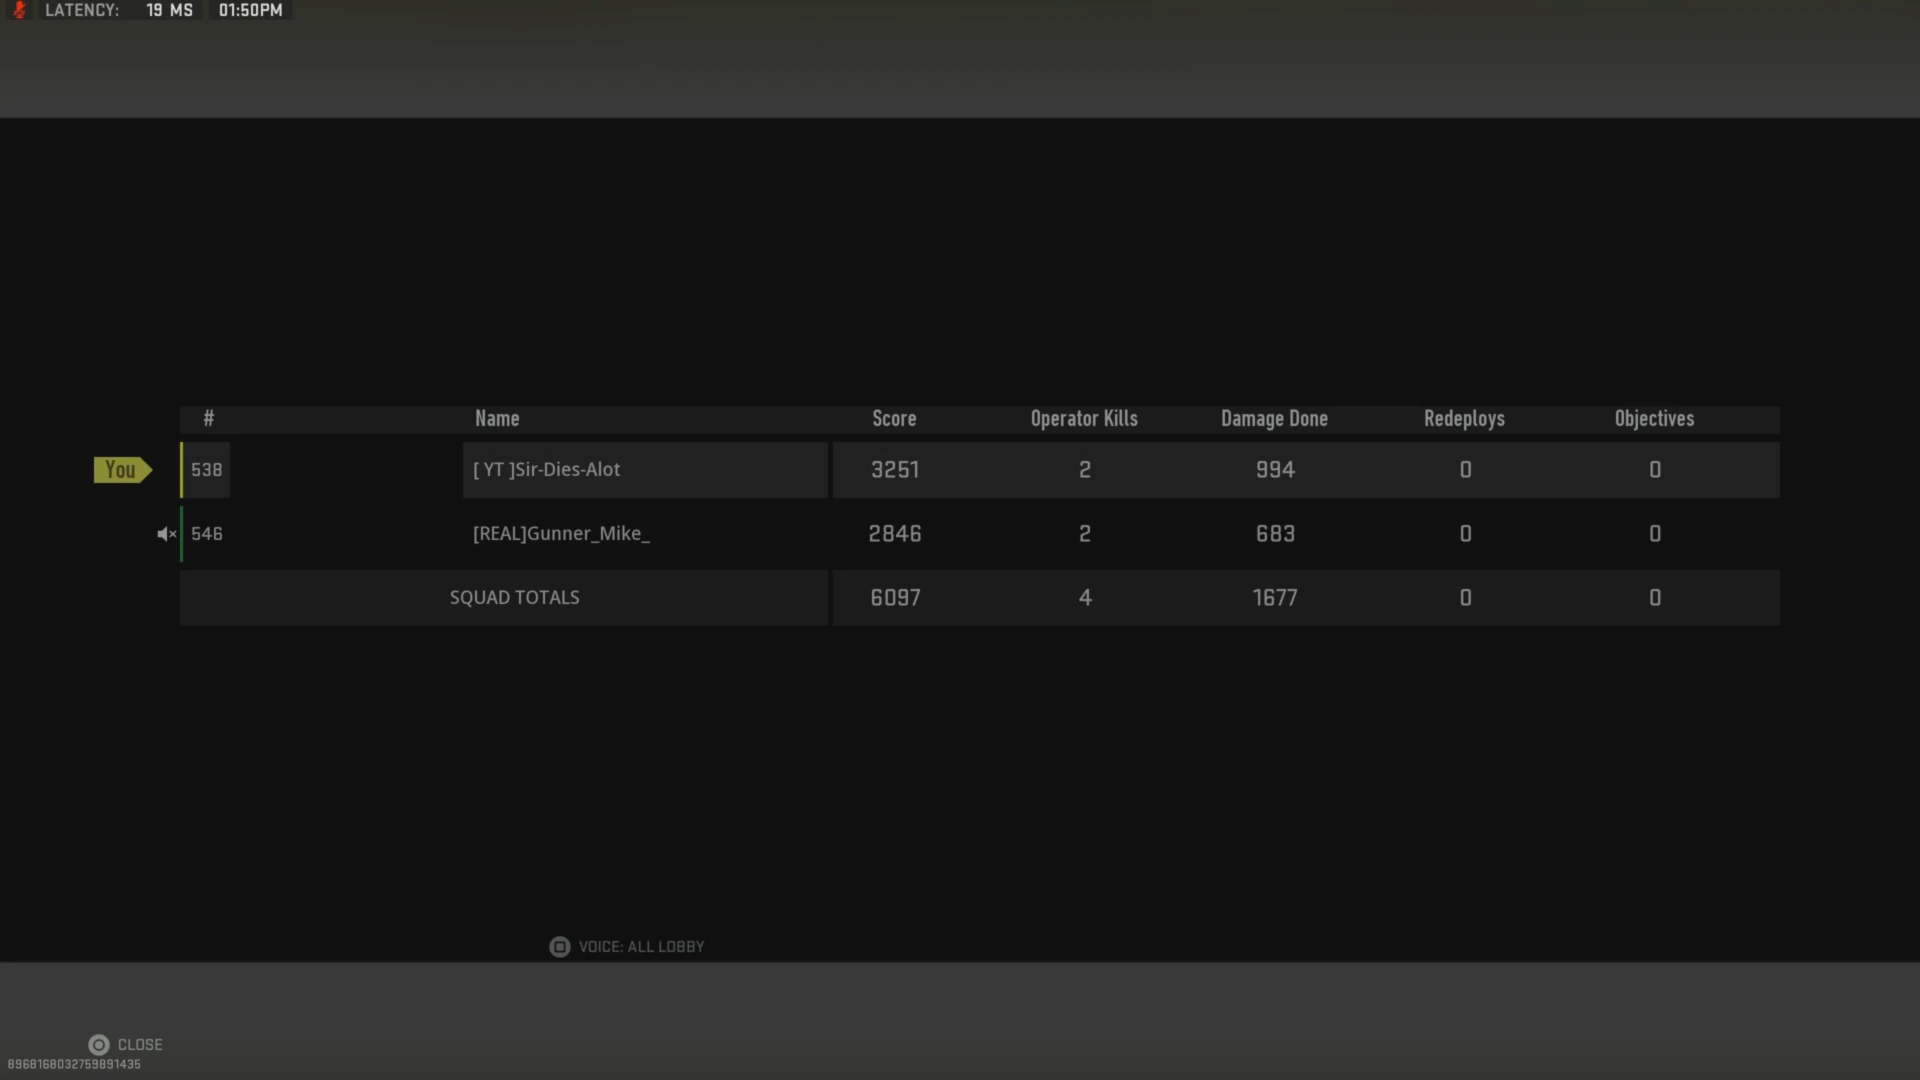 LATENCY: 19 MS 01:50PM
# Name Score Operator Kills Damage Done Redeploys Objectives
You 538 [ YT ]Sir-Dies-Alot 3251 2 994 0 0
546 [REAL]Gunner_Mike_ 2846 2 683 0 0
SQUAD TOTALS 6097 4 1677 0 0
VOICE: ALL LOBBY
CLOSE
8968168032759891435